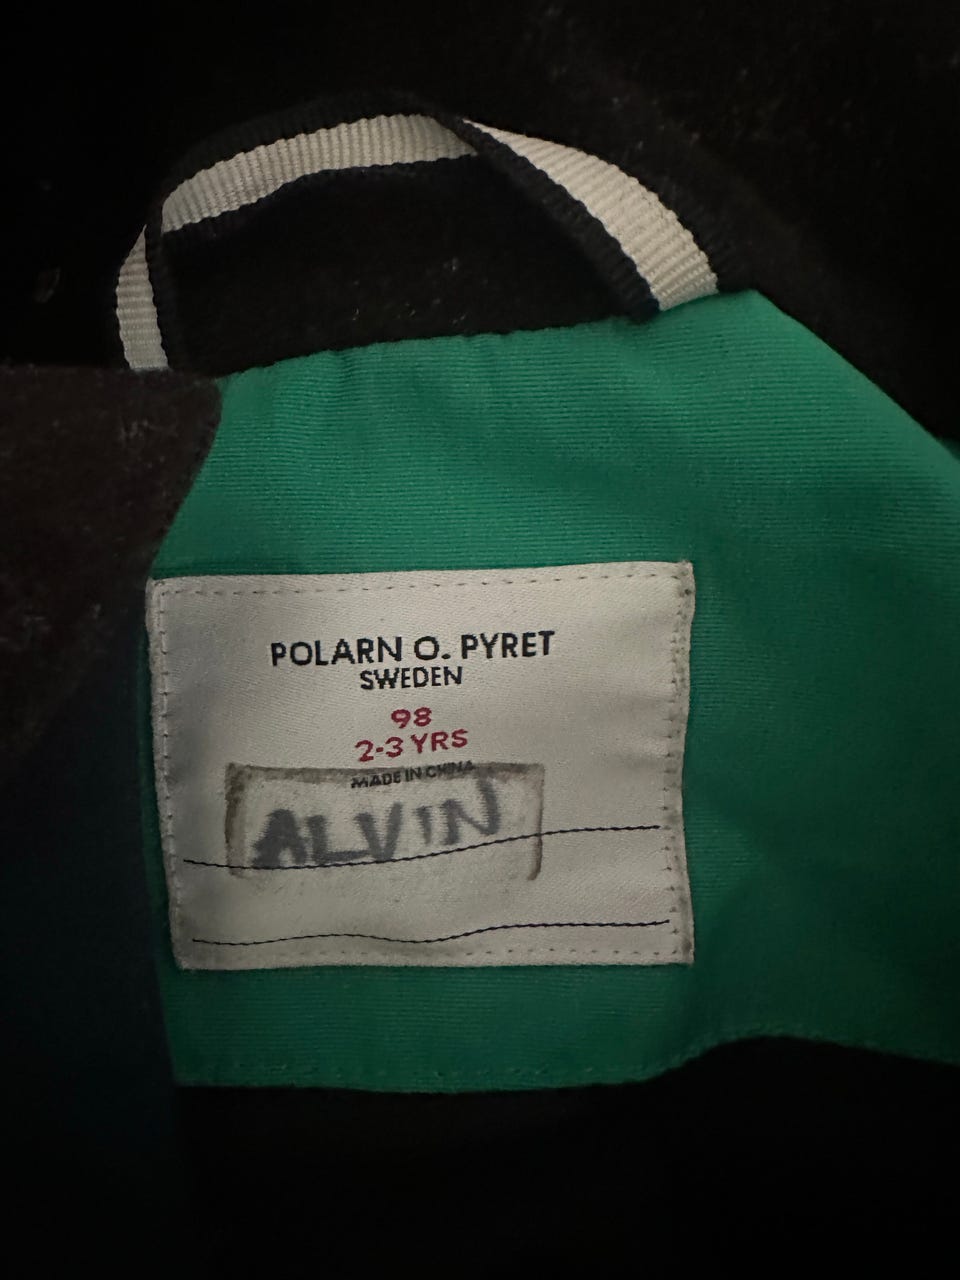 POLARN O. PYRET
SWEDEN
98
2-3 YRS
MADE IN CHINA
ALVIN